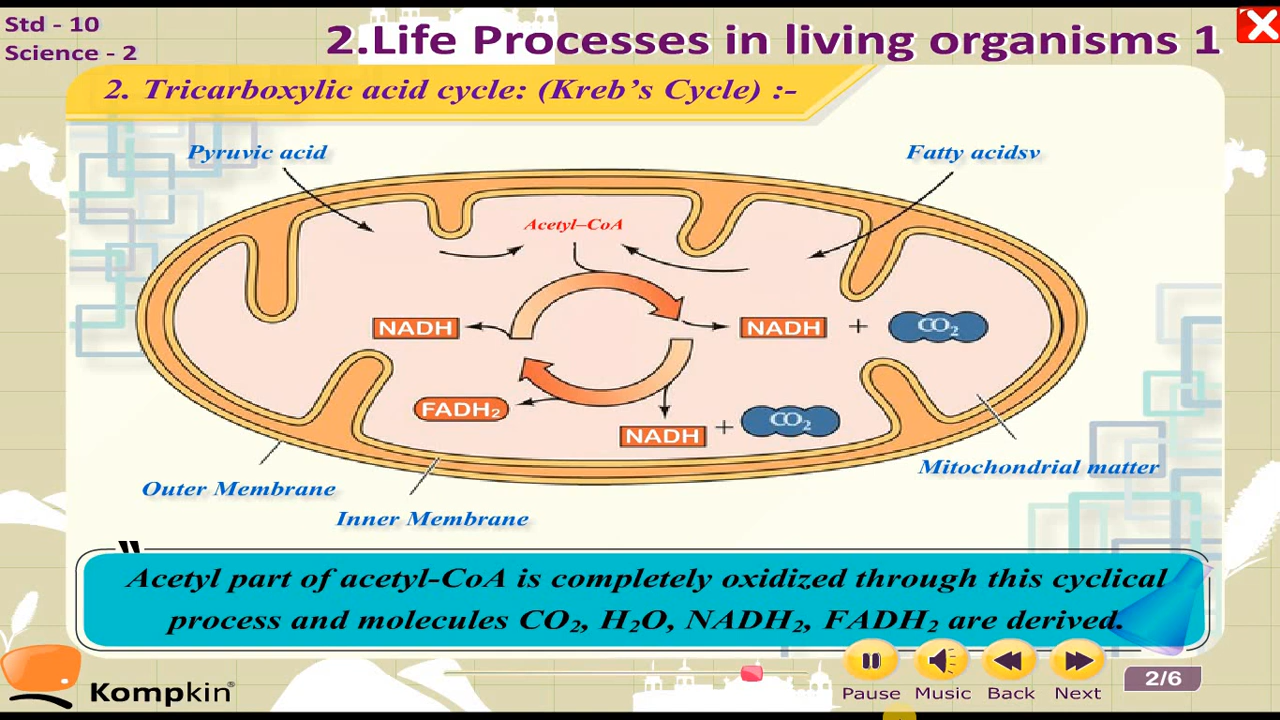 Std - 10
Science - 2
2.Life Processes in living organisms 1
2. Tricarboxylic acid cycle: (Kreb's Cycle) :-
Pyruvic acid
Fatty acidsv
Acetyl–CoA
NADH
NADH + CO₂
FADH₂
NADH + CO₂
Mitochondrial matter
Outer Membrane
Inner Membrane
Acetyl part of acetyl-CoA is completely oxidized through this cyclical
process and molecules CO₂, H₂O, NADH₂, FADH₂ are derived.
Kompkin®
Pause Music Back Next
2/6